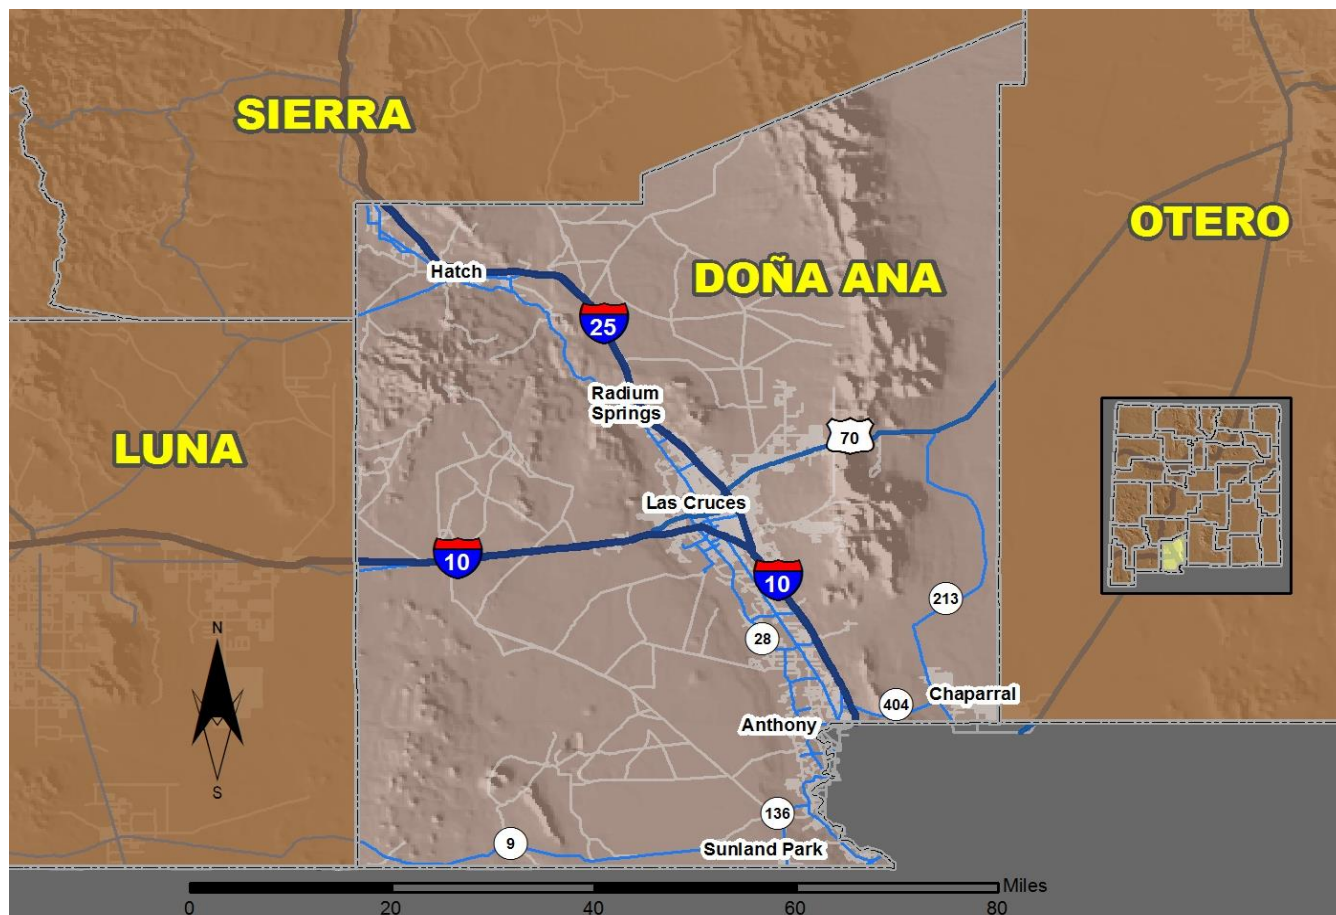 SIERRA
OTERO
DOÑA ANA
Hatch
25
Radium
Springs
LUNA
70
Las Cruces
10
10
213
28
N
S
Chaparral
404
Anthony
136
9
Sunland Park
Miles
0 20 40 60 80